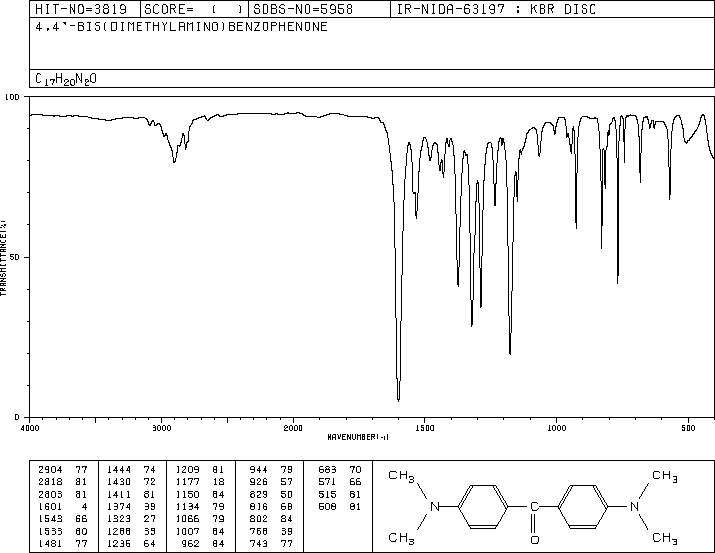 HIT-NO=3819 SCORE= ( ) SDBS-NO=5958 IR-NIDA-63197 : KBR DISC
4,4'-BIS(DIMETHYLAMINO)BENZOPHENONE
C17H20N2O
100
50
0
TRANSMITTANCE(%)
4000 3000 2000 1500 1000 500
WAVENUMBER(-1)
2904 77 1444 74 1209 81 944 79 683 70
2818 81 1430 72 1177 18 926 57 571 66
2803 81 1411 81 1150 84 829 50 515 81
1601 4 1374 39 1134 79 816 68 508 81
1543 66 1323 27 1066 79 802 84
1533 60 1288 33 1007 84 768 39
1481 77 1236 64 962 84 743 77
CH3 CH3
N C N
CH3 O CH3